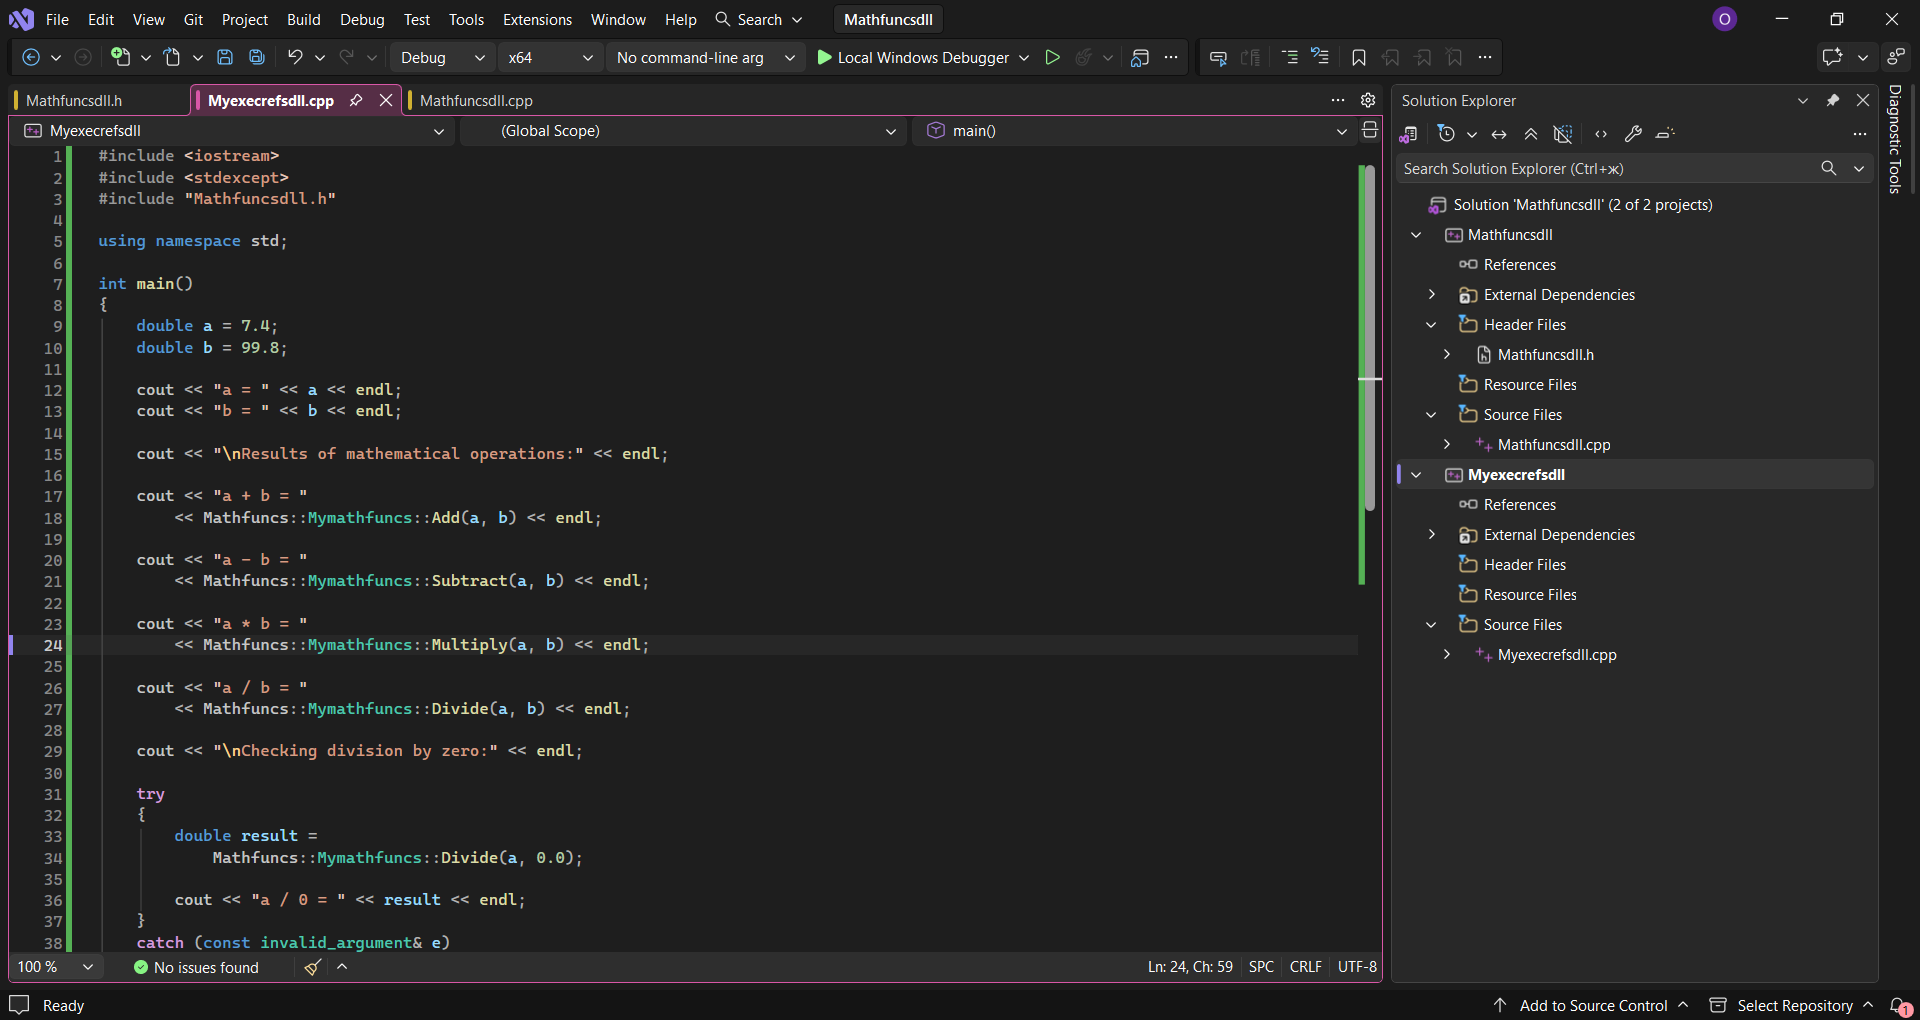 File Edit View Git Project Build Debug Test Tools Extensions Window Help Search Mathfuncsdll O
Debug x64 No command-line arg Local Windows Debugger
Mathfuncsdll.h Myexecrefsdll.cpp Mathfuncsdll.cpp
Myexecrefsdll (Global Scope) main()
1 #include <iostream>
2 #include <stdexcept>
3 #include "Mathfuncsdll.h"
4
5 using namespace std;
6
7 int main()
8 {
9 double a = 7.4;
10 double b = 99.8;
11
12 cout << "a = " << a << endl;
13 cout << "b = " << b << endl;
14
15 cout << "\nResults of mathematical operations:" << endl;
16
17 cout << "a + b = "
18 << Mathfuncs::Mymathfuncs::Add(a, b) << endl;
19
20 cout << "a - b = "
21 << Mathfuncs::Mymathfuncs::Subtract(a, b) << endl;
22
23 cout << "a * b = "
24 << Mathfuncs::Mymathfuncs::Multiply(a, b) << endl;
25
26 cout << "a / b = "
27 << Mathfuncs::Mymathfuncs::Divide(a, b) << endl;
28
29 cout << "\nChecking division by zero:" << endl;
30
31 try
32 {
33 double result =
34 Mathfuncs::Mymathfuncs::Divide(a, 0.0);
35
36 cout << "a / 0 = " << result << endl;
37 }
38 catch (const invalid_argument& e)
100 % No issues found Ln: 24, Ch: 59 SPC CRLF UTF-8
Solution Explorer
Search Solution Explorer (Ctrl+ж)
Solution 'Mathfuncsdll' (2 of 2 projects)
Mathfuncsdll
References
External Dependencies
Header Files
Mathfuncsdll.h
Resource Files
Source Files
Mathfuncsdll.cpp
Myexecrefsdll
References
External Dependencies
Header Files
Resource Files
Source Files
Myexecrefsdll.cpp
Diagnostic Tools
Ready Add to Source Control Select Repository 1